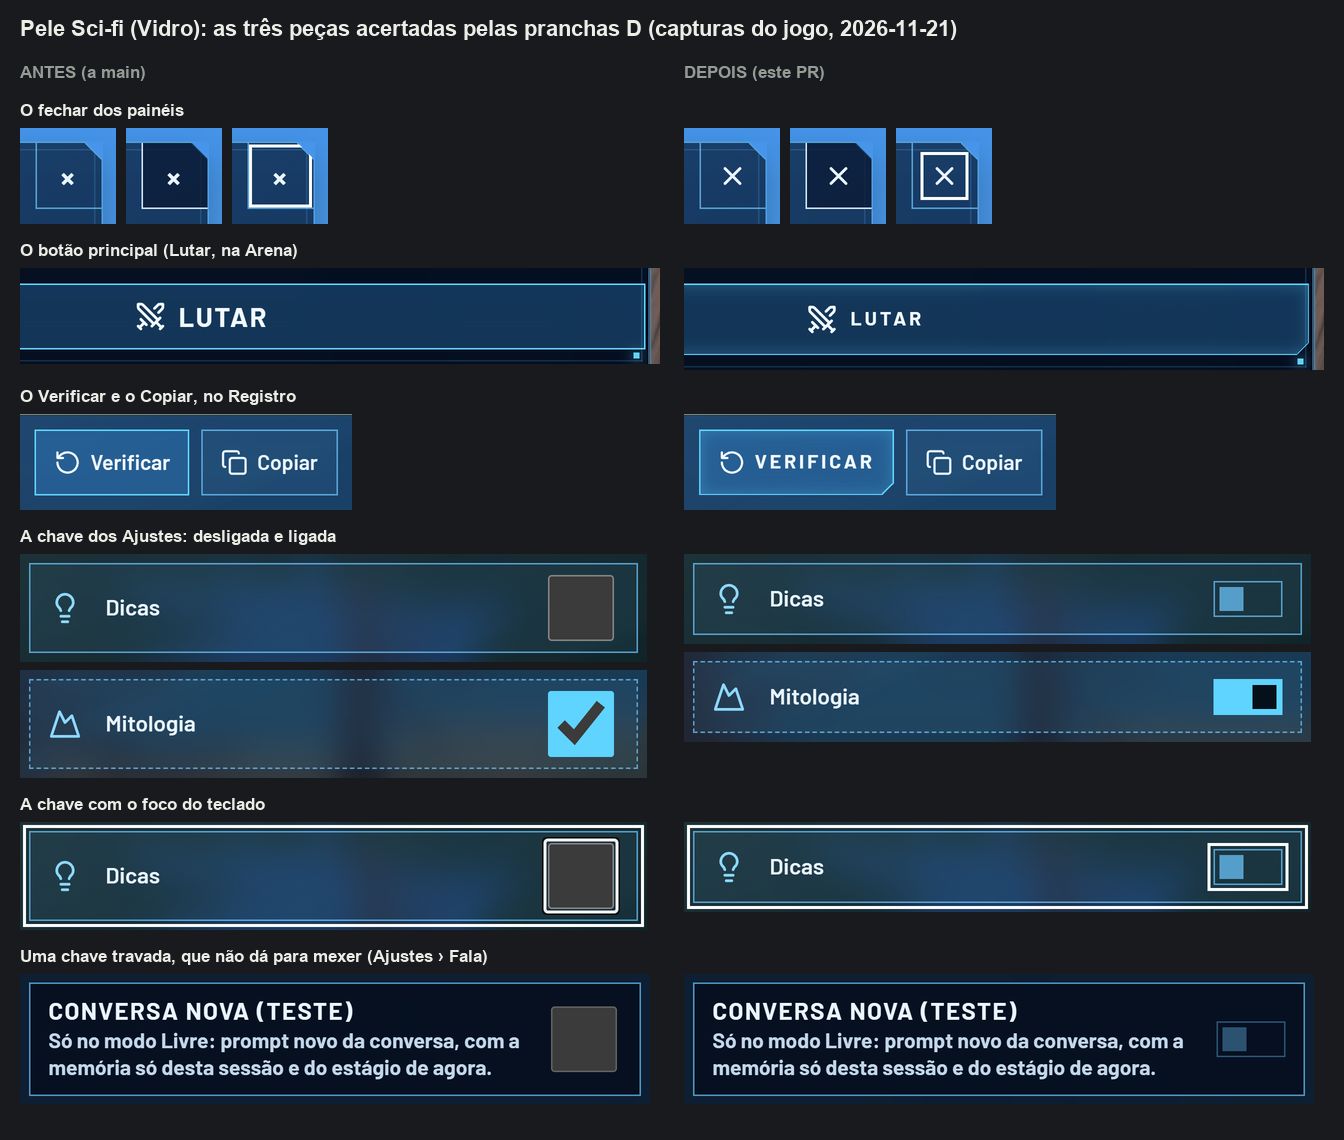 Pele Sci-fi (Vidro): as três peças acertadas pelas pranchas D (capturas do jogo, 2026-11-21)
ANTES (a main)
DEPOIS (este PR)
O fechar dos painéis
O botão principal (Lutar, na Arena)
LUTAR
LUTAR
O Verificar e o Copiar, no Registro
Verificar
Copiar
VERIFICAR
Copiar
A chave dos Ajustes: desligada e ligada
Dicas
Dicas
Mitologia
Mitologia
A chave com o foco do teclado
Dicas
Dicas
Uma chave travada, que não dá para mexer (Ajustes › Fala)
CONVERSA NOVA (TESTE)
Só no modo Livre: prompt novo da conversa, com a
memória só desta sessão e do estágio de agora.
CONVERSA NOVA (TESTE)
Só no modo Livre: prompt novo da conversa, com a
memória só desta sessão e do estágio de agora.